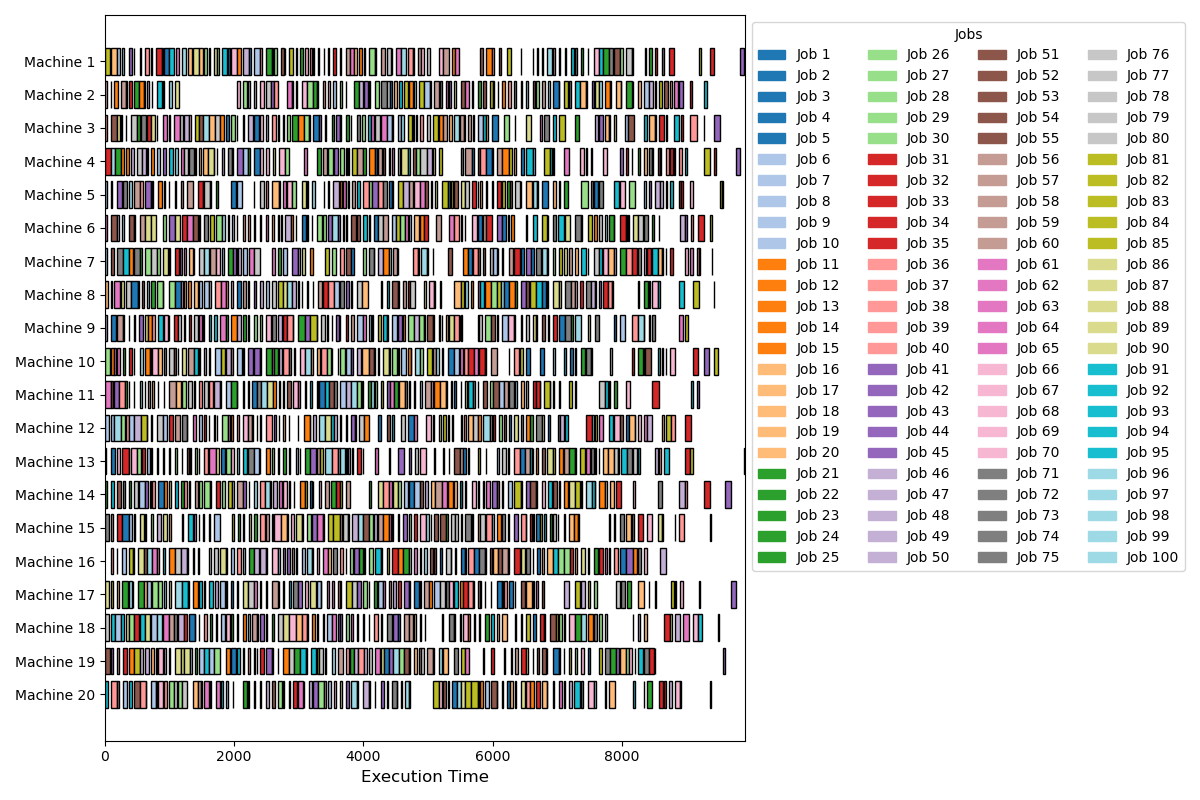 Machine 1
Machine 2
Machine 3
Machine 4
Machine 5
Machine 6
Machine 7
Machine 8
Machine 9
Machine 10
Machine 11
Machine 12
Machine 13
Machine 14
Machine 15
Machine 16
Machine 17
Machine 18
Machine 19
Machine 20
0 2000 4000 6000 8000
Execution Time
Jobs
Job 1 Job 26 Job 51 Job 76
Job 2 Job 27 Job 52 Job 77
Job 3 Job 28 Job 53 Job 78
Job 4 Job 29 Job 54 Job 79
Job 5 Job 30 Job 55 Job 80
Job 6 Job 31 Job 56 Job 81
Job 7 Job 32 Job 57 Job 82
Job 8 Job 33 Job 58 Job 83
Job 9 Job 34 Job 59 Job 84
Job 10 Job 35 Job 60 Job 85
Job 11 Job 36 Job 61 Job 86
Job 12 Job 37 Job 62 Job 87
Job 13 Job 38 Job 63 Job 88
Job 14 Job 39 Job 64 Job 89
Job 15 Job 40 Job 65 Job 90
Job 16 Job 41 Job 66 Job 91
Job 17 Job 42 Job 67 Job 92
Job 18 Job 43 Job 68 Job 93
Job 19 Job 44 Job 69 Job 94
Job 20 Job 45 Job 70 Job 95
Job 21 Job 46 Job 71 Job 96
Job 22 Job 47 Job 72 Job 97
Job 23 Job 48 Job 73 Job 98
Job 24 Job 49 Job 74 Job 99
Job 25 Job 50 Job 75 Job 100